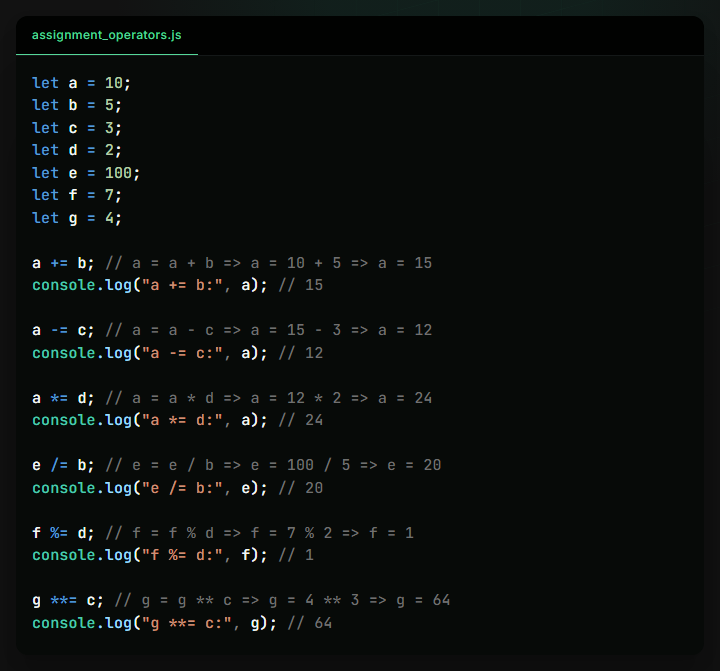 assignment_operators.js
let a = 10;
let b = 5;
let c = 3;
let d = 2;
let e = 100;
let f = 7;
let g = 4;
a += b; // a = a + b => a = 10 + 5 => a = 15
console.log("a += b:", a); // 15
a -= c; // a = a - c => a = 15 - 3 => a = 12
console.log("a -= c:", a); // 12
a *= d; // a = a * d => a = 12 * 2 => a = 24
console.log("a *= d:", a); // 24
e /= b; // e = e / b => e = 100 / 5 => e = 20
console.log("e /= b:", e); // 20
f %= d; // f = f % d => f = 7 % 2 => f = 1
console.log("f %= d:", f); // 1
g **= c; // g = g ** c => g = 4 ** 3 => g = 64
console.log("g **= c:", g); // 64